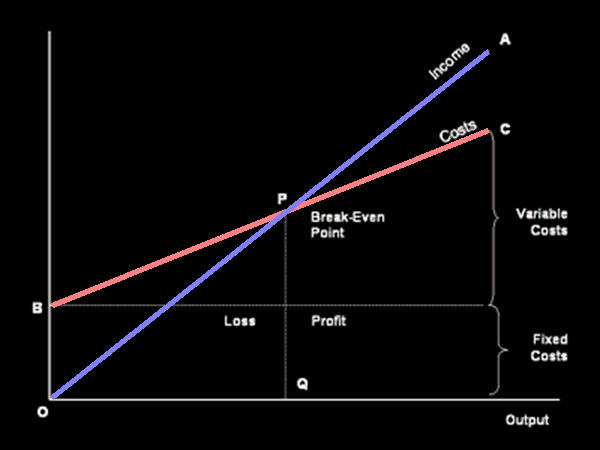 A
Income
Costs
C
P
Break-Even
Point
Variable
Costs
B
Loss
Profit
Fixed
Costs
Q
O
Output